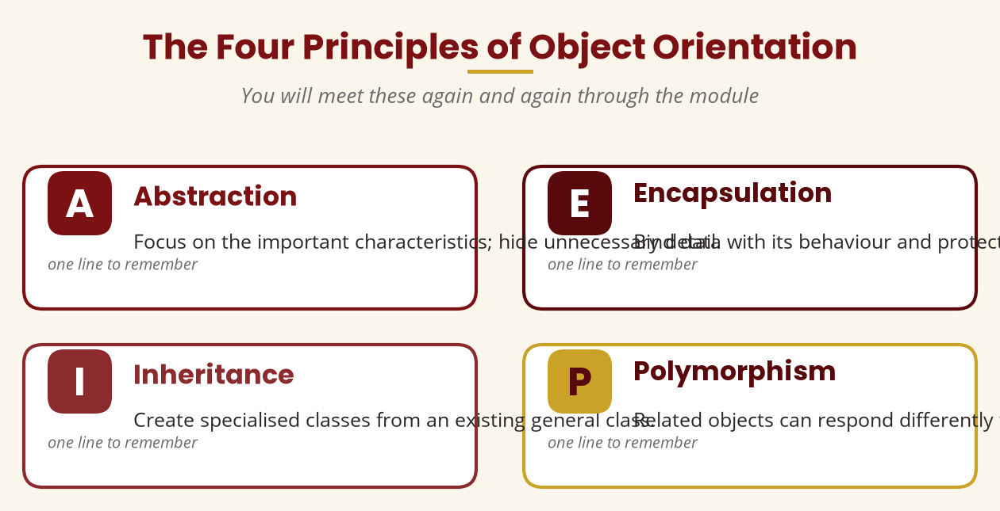 The Four Principles of Object Orientation
You will meet these again and again through the module
A
Abstraction
Focus on the important characteristics; hide unnecessary detail.
one line to remember
E
Encapsulation
Bind data with its behaviour and protect
one line to remember
I
Inheritance
Create specialised classes from an existing general class.
one line to remember
P
Polymorphism
Related objects can respond differently
one line to remember